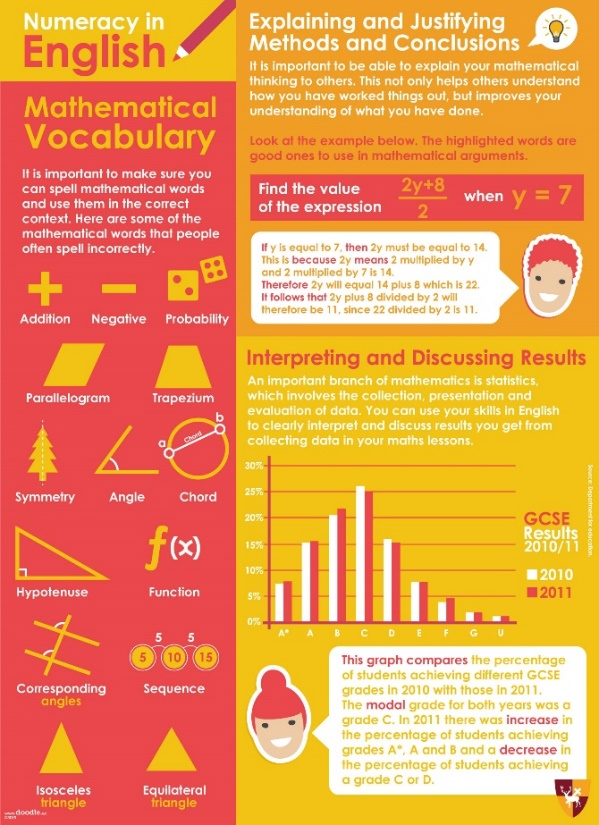 Numeracy in
English
Mathematical
Vocabulary
It is important to make sure you
can spell mathematical words
and use them in the correct
context. Here are some of the
mathematical words that people
often spell incorrectly.
Addition
Negative
Probability
Parallelogram
Trapezium
Symmetry
Angle
a
Chord
b
Chord
Hypotenuse
f(x)
Function
Corresponding
angles
5 5
5 10 15
Sequence
Isosceles
triangle
Equilateral
triangle
Explaining and Justifying
Methods and Conclusions
It is important to be able to explain your mathematical
thinking to others. This not only helps others understand
how you have worked things out, but improves your
understanding of what you have done.
Look at the example below. The highlighted words are
good ones to use in mathematical arguments.
Find the value
of the expression
2y+8
2
when y = 7
If y is equal to 7, then 2y must be equal to 14.
This is because 2y means 2 multiplied by y
and 2 multiplied by 7 is 14.
Therefore 2y will equal 14 plus 8 which is 22.
It follows that 2y plus 8 divided by 2 will
therefore be 11, since 22 divided by 2 is 11.
Interpreting and Discussing Results
An important branch of mathematics is statistics,
which involves the collection, presentation and
evaluation of data. You can use your skills in English
to clearly interpret and discuss results you get from
collecting data in your maths lessons.
30%
25%
20%
15%
10%
5%
0%
A* A B C D E F G U
GCSE
Results
2010/11
2010
2011
Source: Department for education
This graph compares the percentage
of students achieving different GCSE
grades in 2010 with those in 2011.
The modal grade for both years was a
grade C. In 2011 there was increase in
the percentage of students achieving
grades A*, A and B and a decrease in
the percentage of students achieving
a grade C or D.
doodle